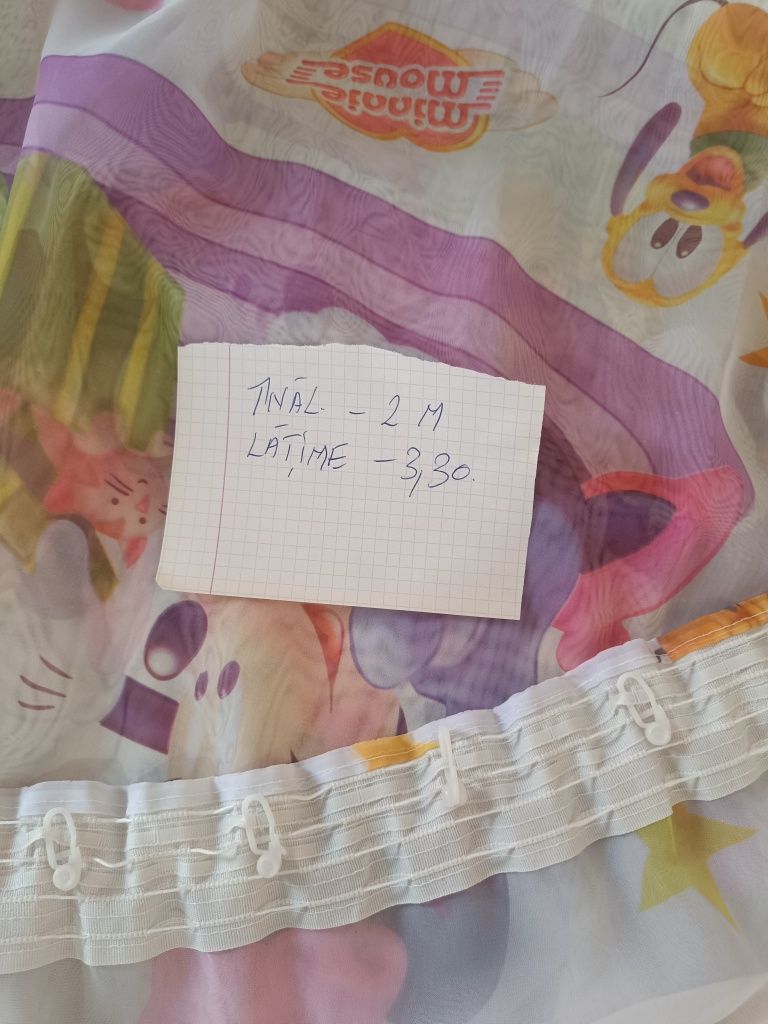 minnie
mouse
ÎNĂL. - 2 M
LĂȚIME - 3,30.